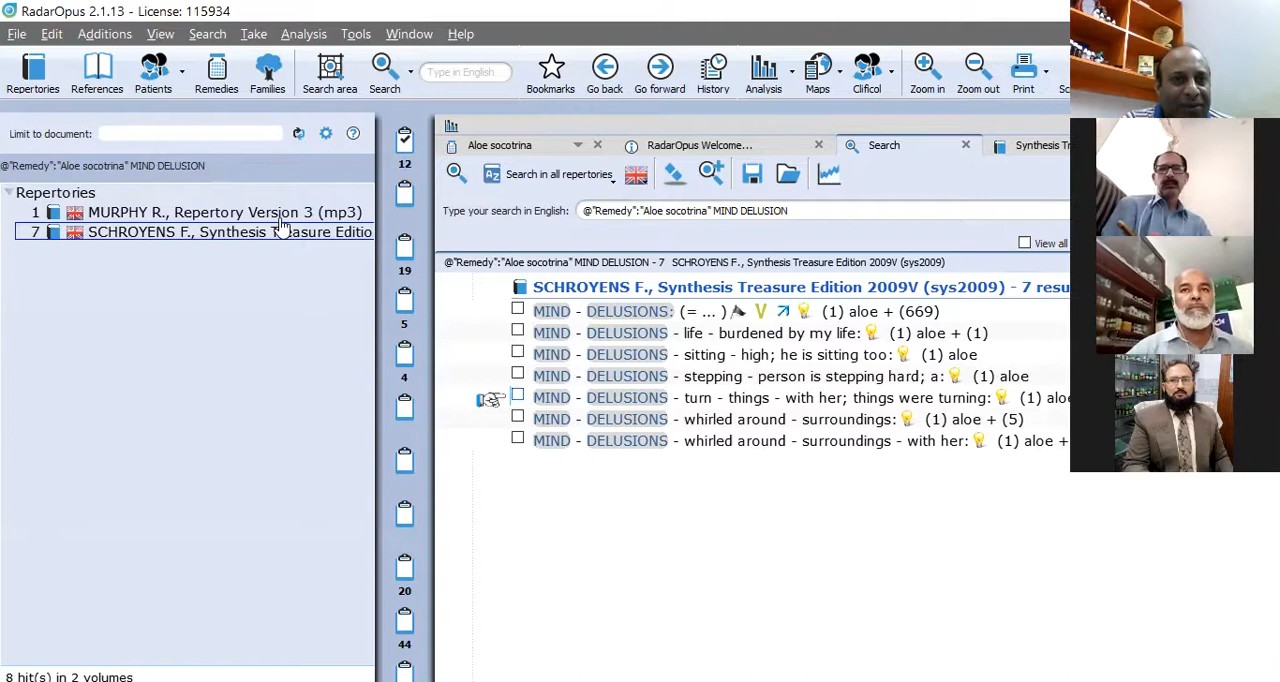 RadarOpus 2.1.13 - License: 115934
File Edit Additions View Search Take Analysis Tools Window Help
Type in English
Repertories References Patients Remedies Families Search area Search Bookmarks Go back Go forward History Analysis Maps Clificol Zoom in Zoom out Print
Limit to document:
@"Remedy":"Aloe socotrina" MIND DELUSION
Repertories
1 MURPHY R., Repertory Version 3 (mp3)
7 SCHROYENS F., Synthesis Treasure Editio
8 hit(s) in 2 volumes
12
19
5
4
20
44
Aloe socotrina RadarOpus Welcome... Search Synthesis Tr
Search in all repertories
Type your search in English: @"Remedy":"Aloe socotrina" MIND DELUSION
View all
@"Remedy":"Aloe socotrina" MIND DELUSION - 7 SCHROYENS F., Synthesis Treasure Edition 2009V (sys2009)
SCHROYENS F., Synthesis Treasure Edition 2009V (sys2009) - 7 resu
MIND - DELUSIONS: (= ... ) V (1) aloe + (669)
MIND - DELUSIONS - life - burdened by my life: (1) aloe + (1)
MIND - DELUSIONS - sitting - high; he is sitting too: (1) aloe
MIND - DELUSIONS - stepping - person is stepping hard; a: (1) aloe
MIND - DELUSIONS - turn - things - with her; things were turning: (1) aloe
MIND - DELUSIONS - whirled around - surroundings: (1) aloe + (5)
MIND - DELUSIONS - whirled around - surroundings - with her: (1) aloe +